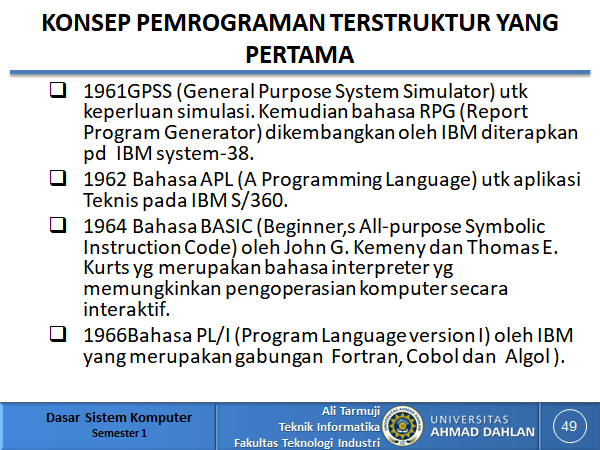 KONSEP PEMROGRAMAN TERSTRUKTUR YANG
PERTAMA
1961GPSS (General Purpose System Simulator) utk
keperluan simulasi. Kemudian bahasa RPG (Report
Program Generator) dikembangkan oleh IBM diterapkan
pd IBM system-38.
1962 Bahasa APL (A Programming Language) utk aplikasi
Teknis pada IBM S/360.
1964 Bahasa BASIC (Beginner,s All-purpose Symbolic
Instruction Code) oleh John G. Kemeny dan Thomas E.
Kurts yg merupakan bahasa interpreter yg
memungkinkan pengoperasian komputer secara
interaktif.
1966Bahasa PL/I (Program Language version I) oleh IBM
yang merupakan gabungan Fortran, Cobol dan Algol ).
Dasar Sistem Komputer
Semester 1
Ali Tarmuji
Teknik Informatika
Fakultas Teknologi Industri
UNIVERSITAS
AHMAD DAHLAN
49